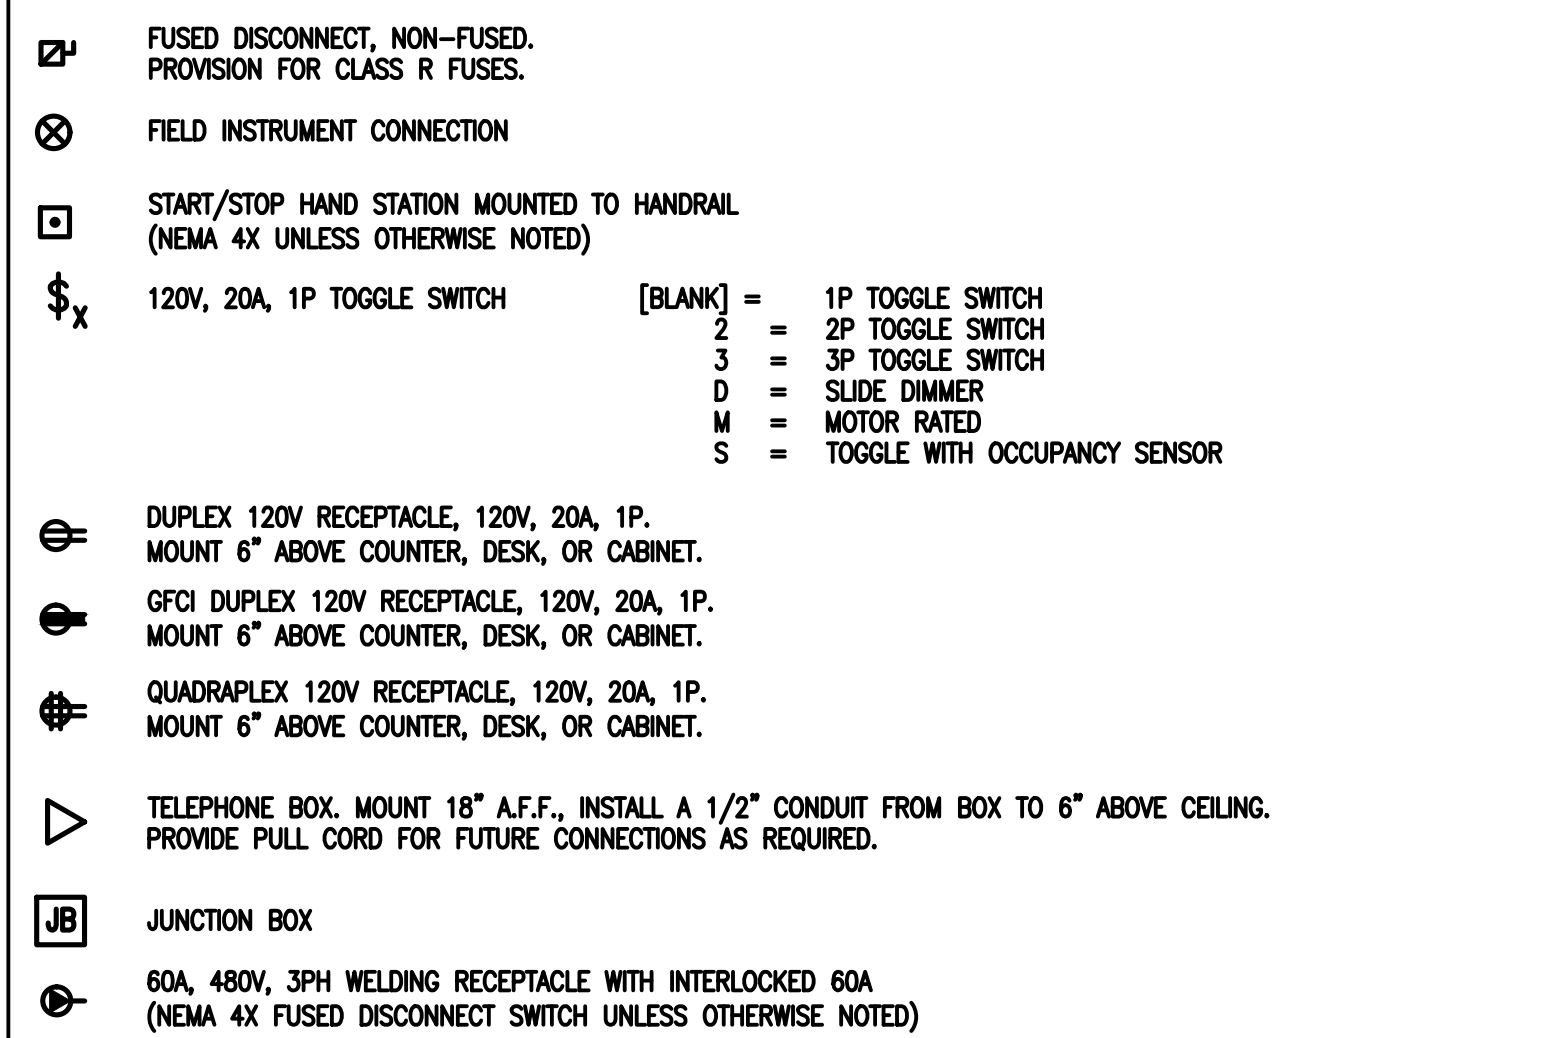 FUSED DISCONNECT, NON-FUSED.
PROVISION FOR CLASS R FUSES.
FIELD INSTRUMENT CONNECTION
START/STOP HAND STATION MOUNTED TO HANDRAIL
(NEMA 4X UNLESS OTHERWISE NOTED)
$X 120V, 20A, 1P TOGGLE SWITCH [BLANK] = 1P TOGGLE SWITCH
2 = 2P TOGGLE SWITCH
3 = 3P TOGGLE SWITCH
D = SLIDE DIMMER
M = MOTOR RATED
S = TOGGLE WITH OCCUPANCY SENSOR
DUPLEX 120V RECEPTACLE, 120V, 20A, 1P.
MOUNT 6" ABOVE COUNTER, DESK, OR CABINET.
GFCI DUPLEX 120V RECEPTACLE, 120V, 20A, 1P.
MOUNT 6" ABOVE COUNTER, DESK, OR CABINET.
QUADRAPLEX 120V RECEPTACLE, 120V, 20A, 1P.
MOUNT 6" ABOVE COUNTER, DESK, OR CABINET.
TELEPHONE BOX. MOUNT 18" A.F.F., INSTALL A 1/2" CONDUIT FROM BOX TO 6" ABOVE CEILING.
PROVIDE PULL CORD FOR FUTURE CONNECTIONS AS REQUIRED.
JB JUNCTION BOX
60A, 480V, 3PH WELDING RECEPTACLE WITH INTERLOCKED 60A
(NEMA 4X FUSED DISCONNECT SWITCH UNLESS OTHERWISE NOTED)